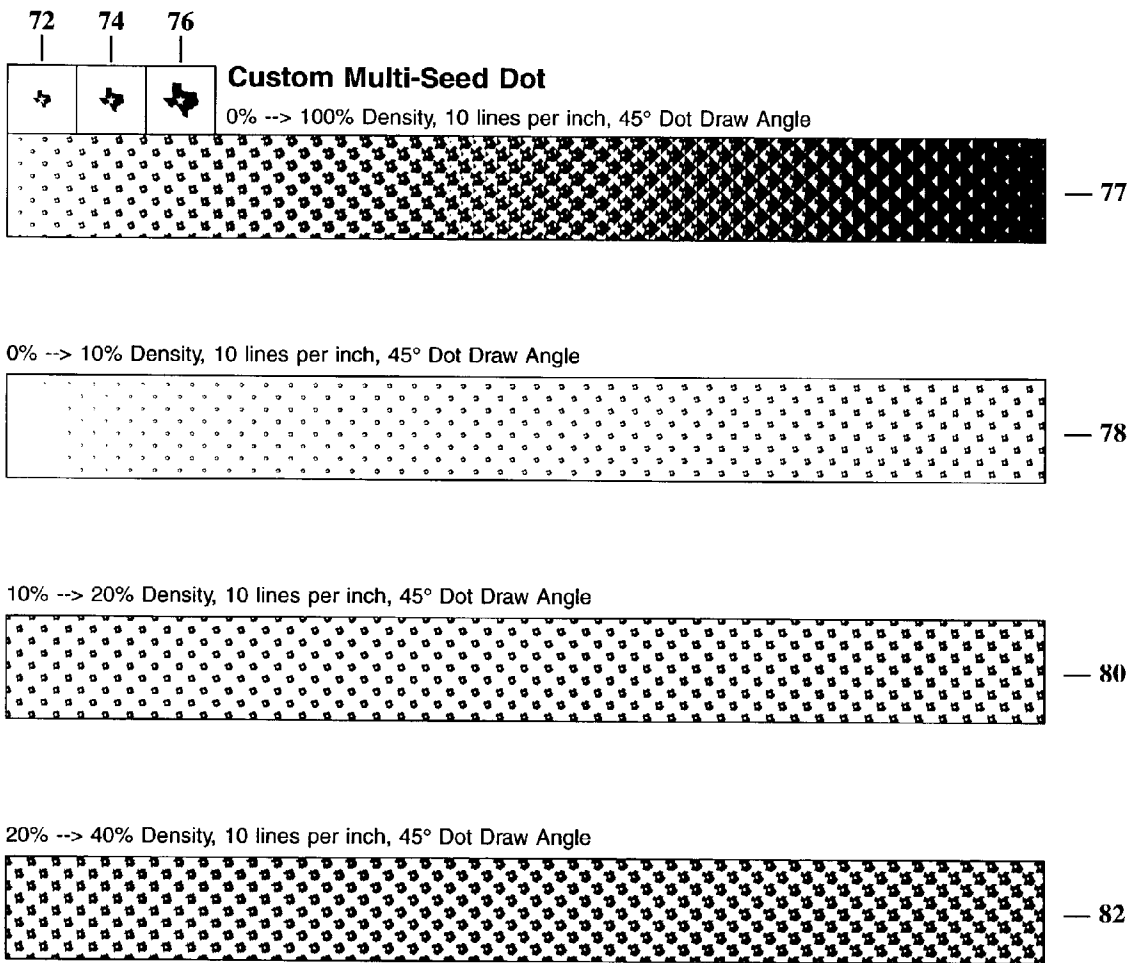 72 74 76
Custom Multi-Seed Dot
0% --> 100% Density, 10 lines per inch, 45° Dot Draw Angle
77
0% --> 10% Density, 10 lines per inch, 45° Dot Draw Angle
78
10% --> 20% Density, 10 lines per inch, 45° Dot Draw Angle
80
20% --> 40% Density, 10 lines per inch, 45° Dot Draw Angle
82